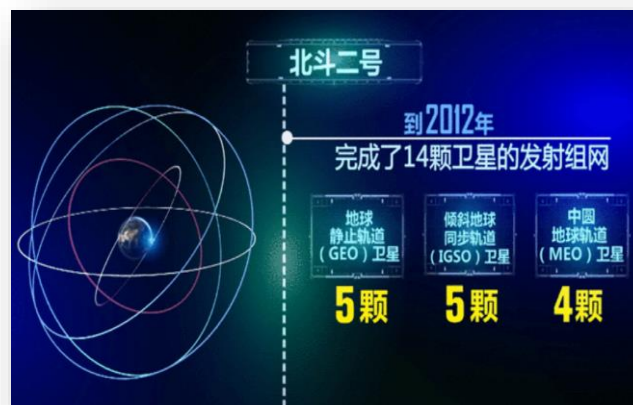 北斗二号
到2012年
完成了14颗卫星的发射组网
地球
静止轨道
（GEO）卫星
5颗
倾斜地球
同步轨道
（IGSO）卫星
5颗
中圆
地球轨道
（MEO）卫星
4颗